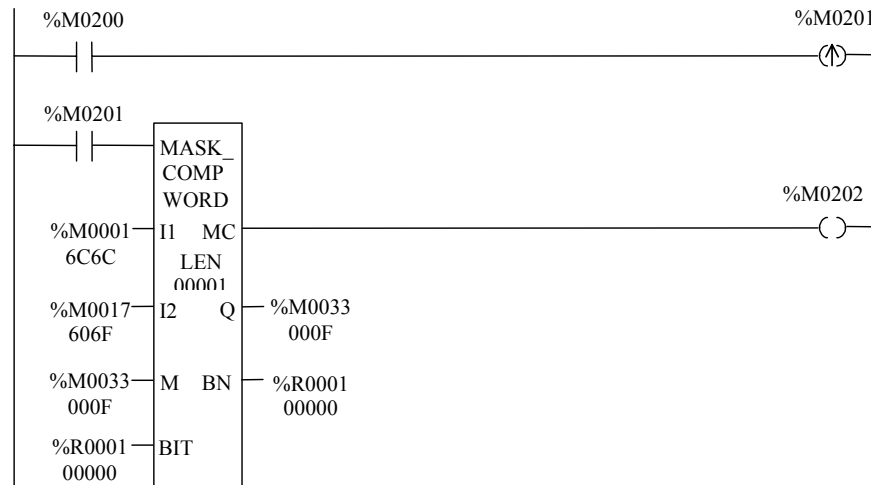 %M0200
%M0201
%M0201
MASK_
COMP
WORD
%M0202
%M0001
I1
MC
6C6C
LEN
00001
%M0017
I2
Q
%M0033
606F
000F
%M0033
M
BN
%R0001
000F
00000
%R0001
BIT
00000